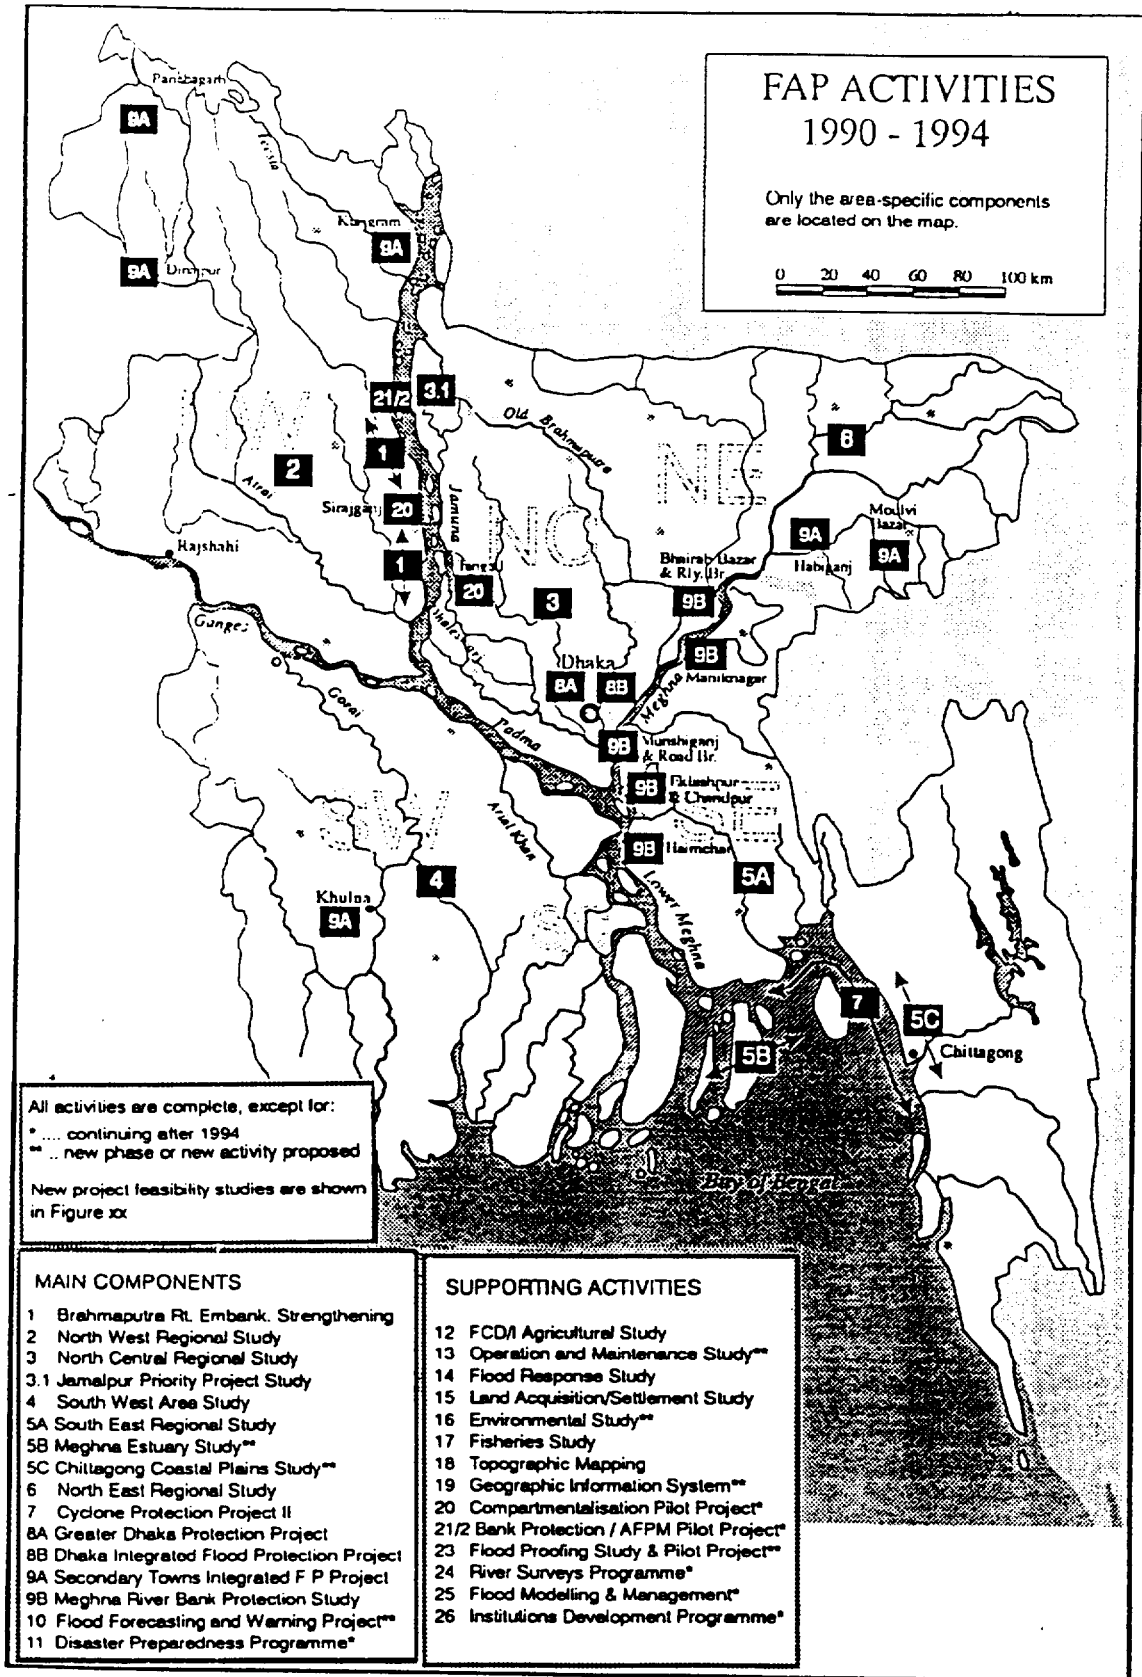 FAP ACTIVITIES
1990 - 1994
Only the area-specific components
are located on the map.
0 20 40 60 80 100 km
Panchagarh
9A
Teesta
Kurigram
9A
9A
Dinajpur
21/2
3.1
Old Brahmaputra
NW
1
2
Atrai
6
NE
Sirajganj
20
Jamuna
NC
Moulvi
Bazar
9A
9A
Habiganj
Rajshahi
1
Tangail
20
3
Bhairab Bazar
& Rly. Br.
9B
Ganges
Dhaleswari
Dhaka
8A
8B
9B
Maniknagar
Meghna
Gorai
Padma
9B
Munshiganj
& Road Br.
9B
Eklashpur
& Chandpur
SW
Arial Khan
SE
9B
Haimchar
4
5A
Khulna
9A
Lower Meghna
7
5C
Chittagong
5B
Bay of Bengal
All activities are complete, except for:
* .... continuing after 1994
** .. new phase or new activity proposed
New project feasibility studies are shown
in Figure xx
MAIN COMPONENTS
1 Brahmaputra Rt. Embank. Strengthening
2 North West Regional Study
3 North Central Regional Study
3.1 Jamalpur Priority Project Study
4 South West Area Study
5A South East Regional Study
5B Meghna Estuary Study**
5C Chittagong Coastal Plains Study**
6 North East Regional Study
7 Cyclone Protection Project II
8A Greater Dhaka Protection Project
8B Dhaka Integrated Flood Protection Project
9A Secondary Towns Integrated F P Project
9B Meghna River Bank Protection Study
10 Flood Forecasting and Warning Project**
11 Disaster Preparedness Programme*
SUPPORTING ACTIVITIES
12 FCD/I Agricultural Study
13 Operation and Maintenance Study**
14 Flood Response Study
15 Land Acquisition/Settlement Study
16 Environmental Study**
17 Fisheries Study
18 Topographic Mapping
19 Geographic Information System**
20 Compartmentalisation Pilot Project*
21/2 Bank Protection / AFPM Pilot Project*
23 Flood Proofing Study & Pilot Project**
24 River Surveys Programme*
25 Flood Modelling & Management*
26 Institutions Development Programme*